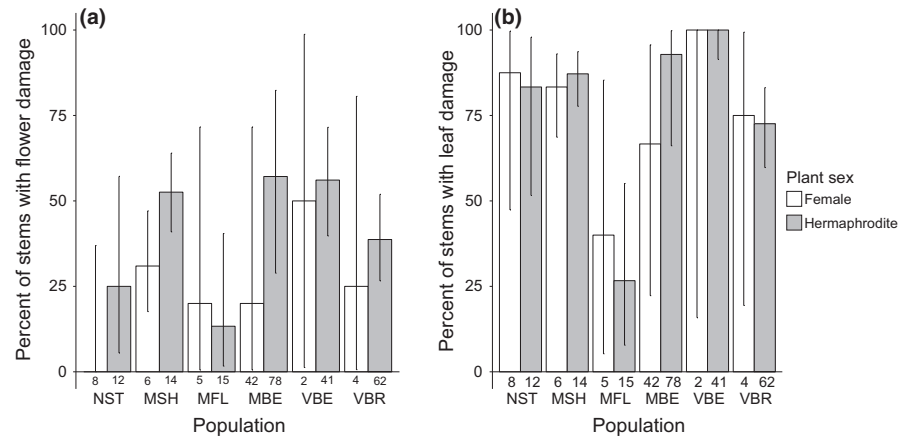 (a)
Percent of stems with flower damage
100
75
50
25
0
8 12 6 14 5 15 42 78 2 41 4 62
NST MSH MFL MBE VBE VBR
Population
(b)
Percent of stems with leaf damage
100
75
50
25
0
8 12 6 14 5 15 42 78 2 41 4 62
NST MSH MFL MBE VBE VBR
Population
Plant sex
Female
Hermaphrodite